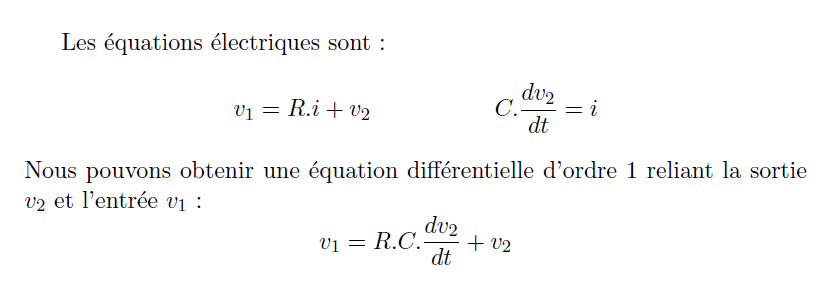 Les équations électriques sont :
v₁ = R.i + v₂    C.dv₂/dt = i
Nous pouvons obtenir une équation différentielle d'ordre 1 reliant la sortie
v₂ et l'entrée v₁ :
v₁ = R.C.dv₂/dt + v₂